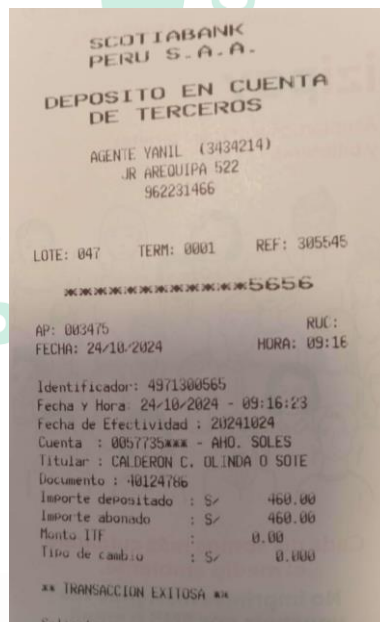 SCOTIABANK
PERU S.A.A.
DEPOSITO EN CUENTA
DE TERCEROS
AGENTE YANIL (3434214)
JR AREQUIPA 522
962231466
LOTE: 047 TERM: 0001 REF: 305545
************5656
AP: 003475 RUC:
FECHA: 24/10/2024 HORA: 09:16
Identificador: 4971300565
Fecha y Hora: 24/10/2024 - 09:16:23
Fecha de Efectividad : 20241024
Cuenta : 0057735*** - AHO. SOLES
Titular : CALDERON C. OLINDA O SOTE
Documento : 40124786
Importe depositado : S/ 460.00
Importe abonado : S/ 460.00
Monto ITF : 0.00
Tipo de cambio : S/ 0.000
** TRANSACCION EXITOSA **